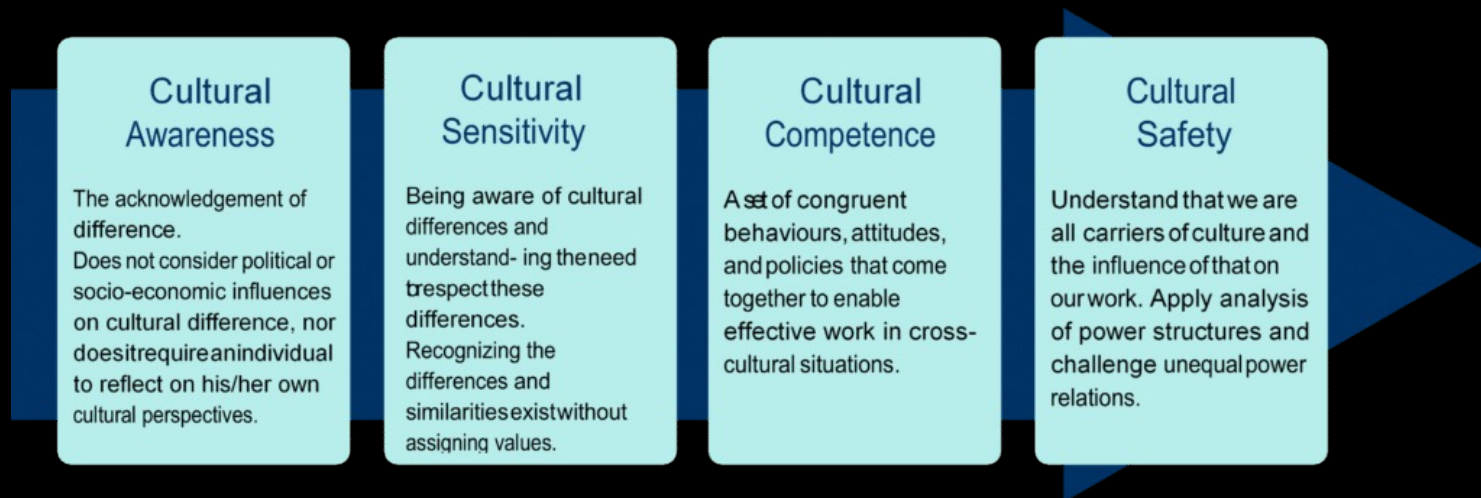 Cultural
Awareness
The acknowledgement of
difference.
Does not consider political or
socio-economic influences
on cultural difference, nor
doesitrequireanindividual
to reflect on his/her own
cultural perspectives.
Cultural
Sensitivity
Being aware of cultural
differences and
understand- ing theneed
trespectthese
differences.
Recognizing the
differences and
similaritiesexistwithout
assigning values.
Cultural
Competence
A set of congruent
behaviours, attitudes,
and policies that come
together to enable
effective work in cross-
cultural situations.
Cultural
Safety
Understand that we are
all carriers of culture and
the influence of that on
our work. Apply analysis
of power structures and
challenge unequal power
relations.